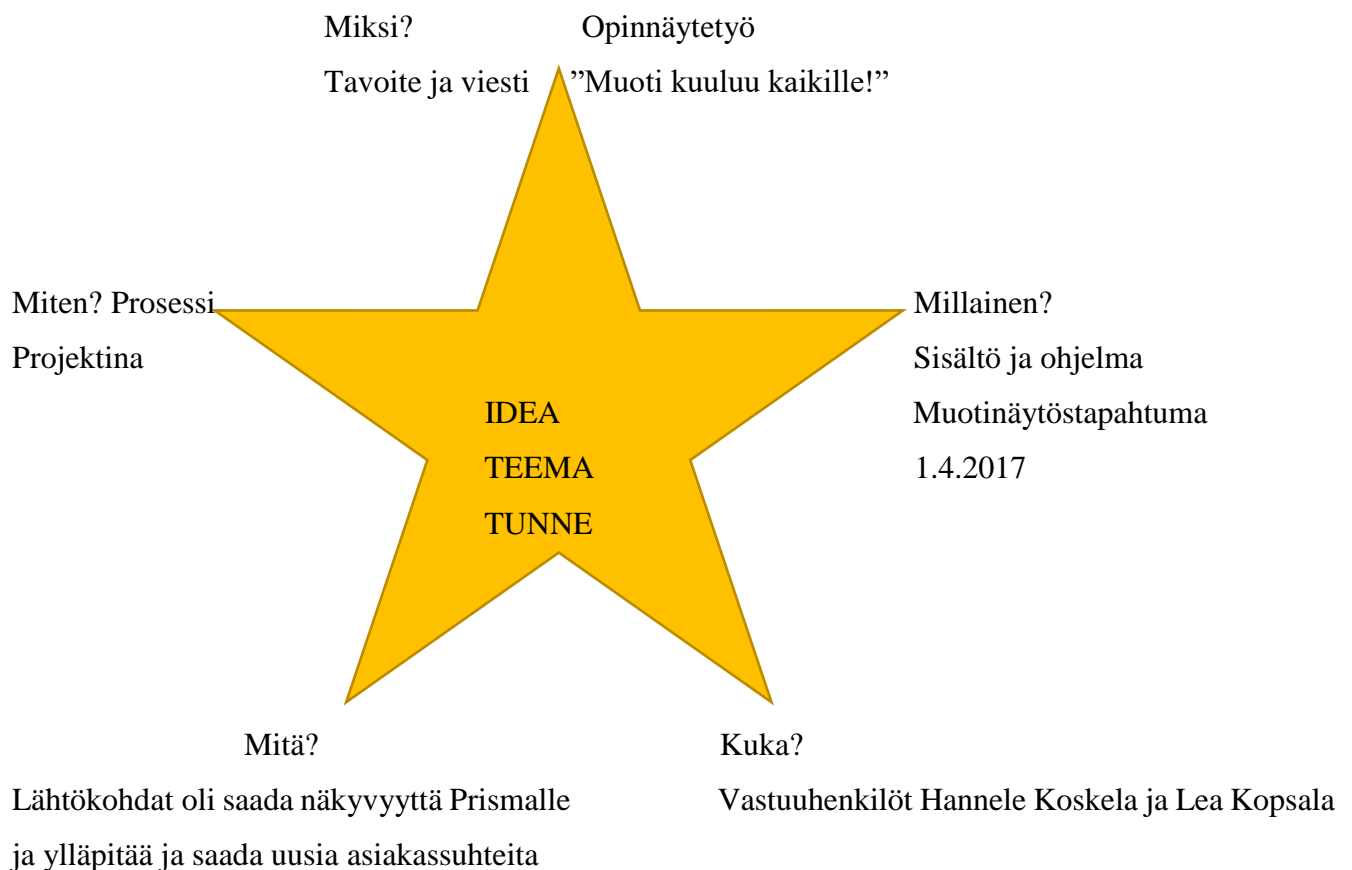 Miksi? Opinnäytetyö
Tavoite ja viesti ”Muoti kuuluu kaikille!”
Miten? Prosessi
Projektina
Millainen?
Sisältö ja ohjelma
Muotinäytöstapahtuma
1.4.2017
IDEA
TEEMA
TUNNE
Mitä?
Lähtökohdat oli saada näkyvyyttä Prismalle
ja ylläpitää ja saada uusia asiakassuhteita
Kuka?
Vastuuhenkilöt Hannele Koskela ja Lea Kopsala